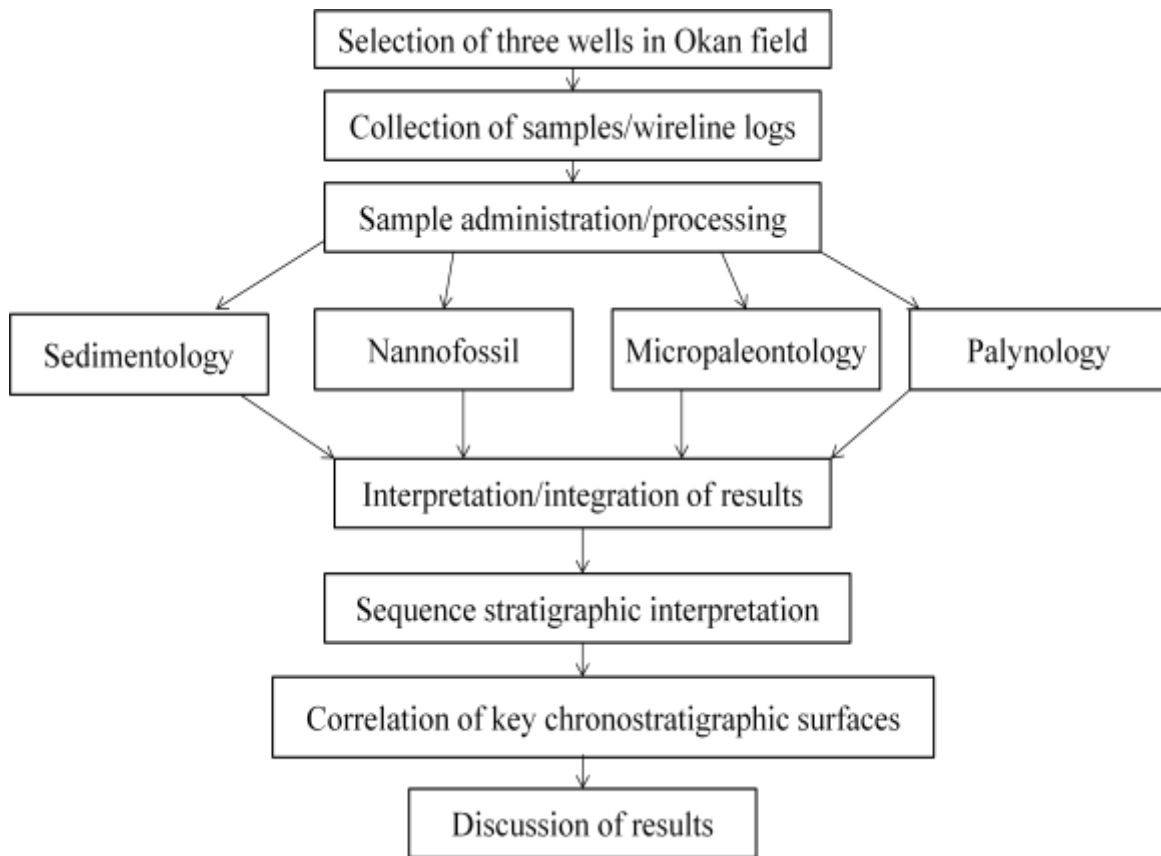 Selection of three wells in Okan field
Collection of samples/wireline logs
Sample administration/processing
Sedimentology
Nannofossil
Micropaleontology
Palynology
Interpretation/integration of results
Sequence stratigraphic interpretation
Correlation of key chronostratigraphic surfaces
Discussion of results